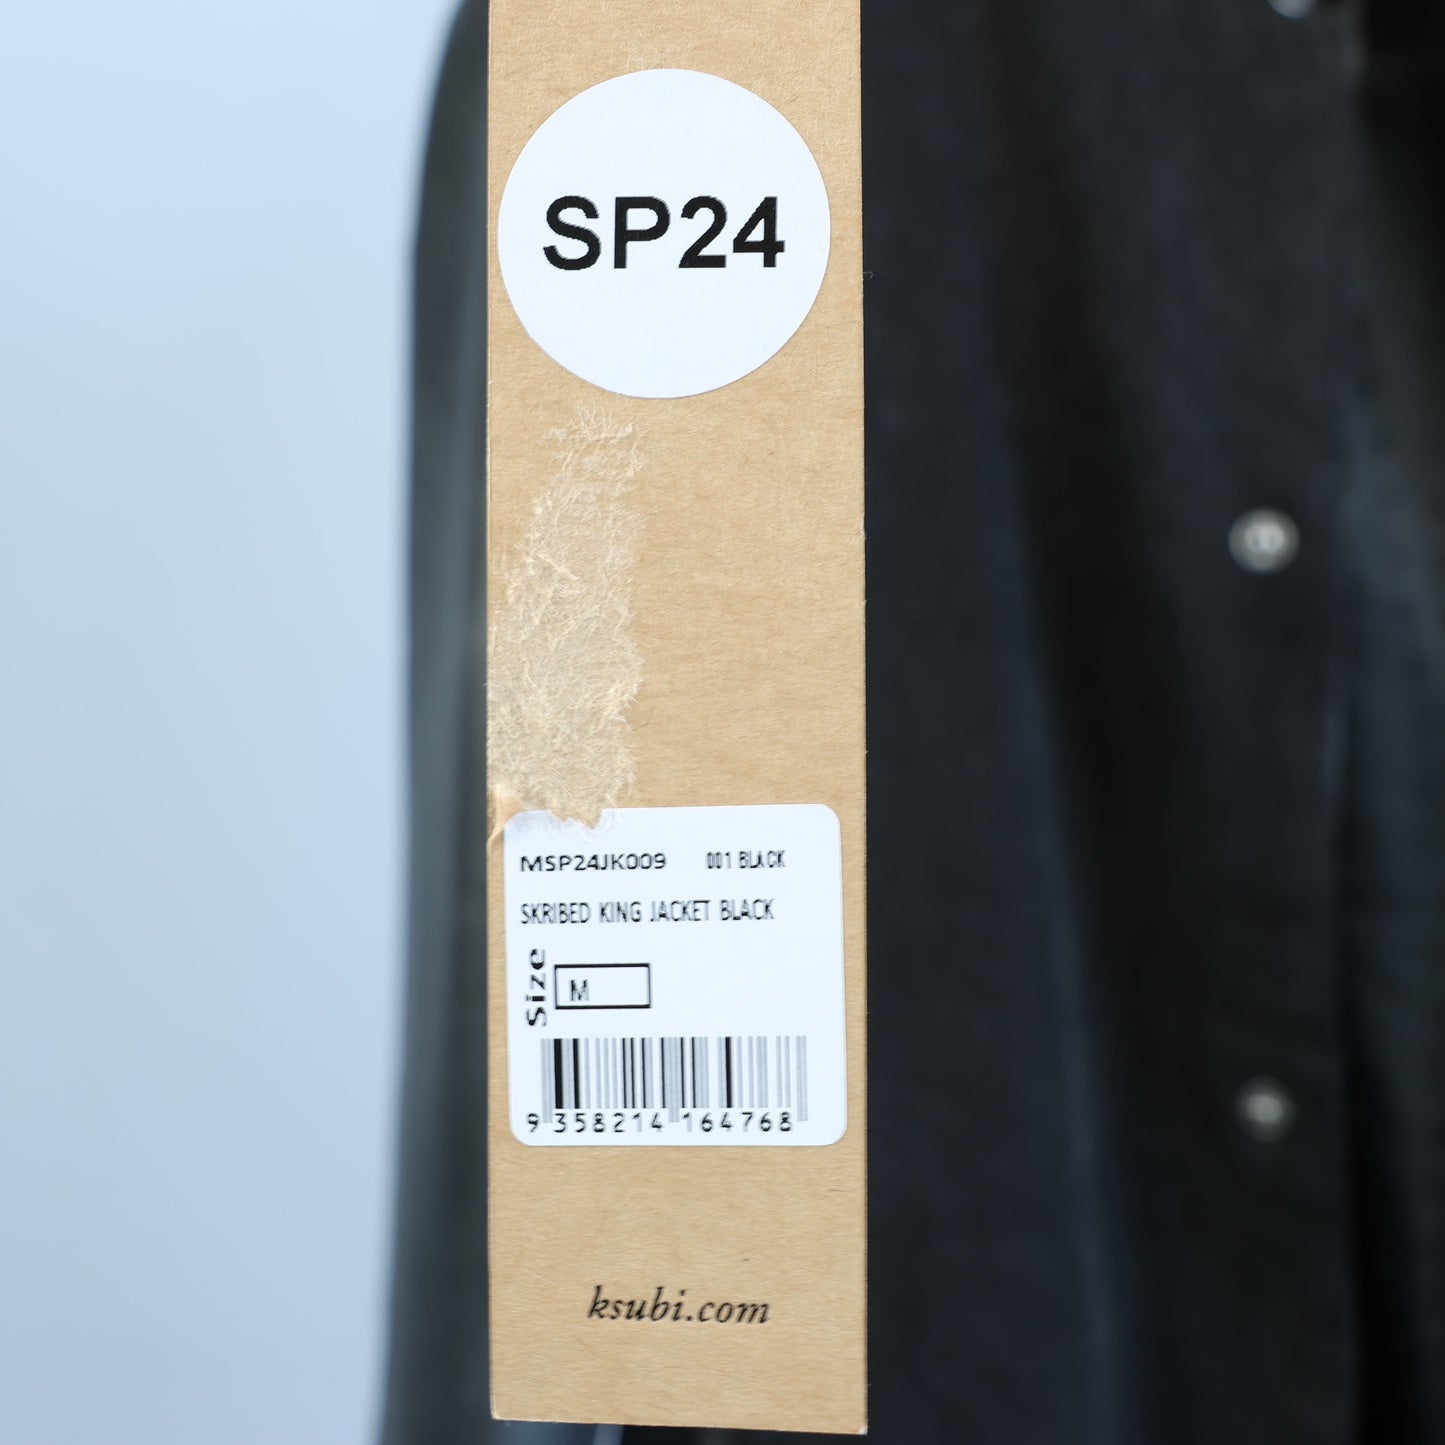 SP24
MSP24JK009 001 BLACK
SKRIBED KING JACKET BLACK
Size
M
9 358214 164768
ksubi.com